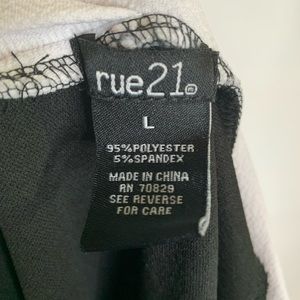 rue21®
L
95%POLYESTER
5%SPANDEX
MADE IN CHINA
RN 70829
SEE REVERSE
FOR CARE